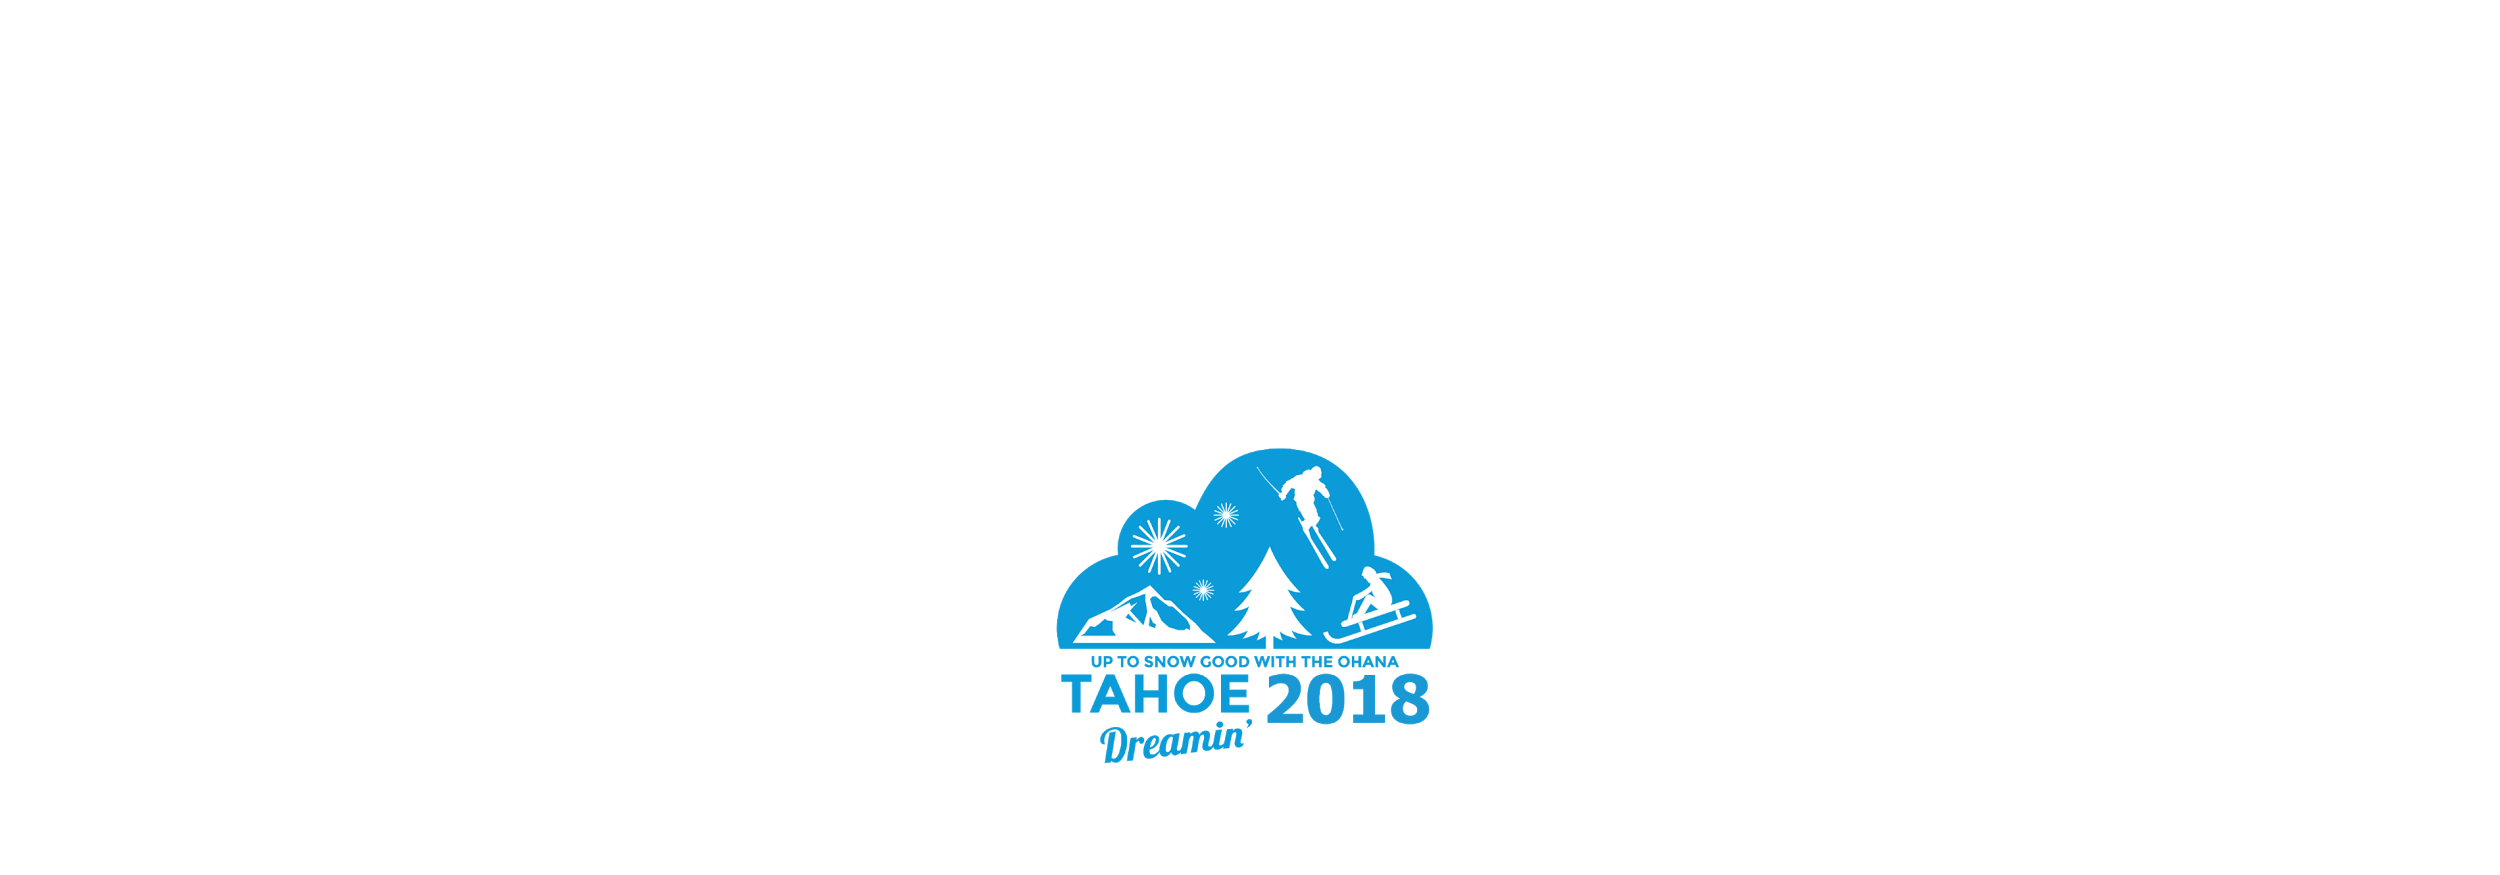 UP TO SNOW GOOD WITH THE OHANA
TAHOE 2018
Dreamin'